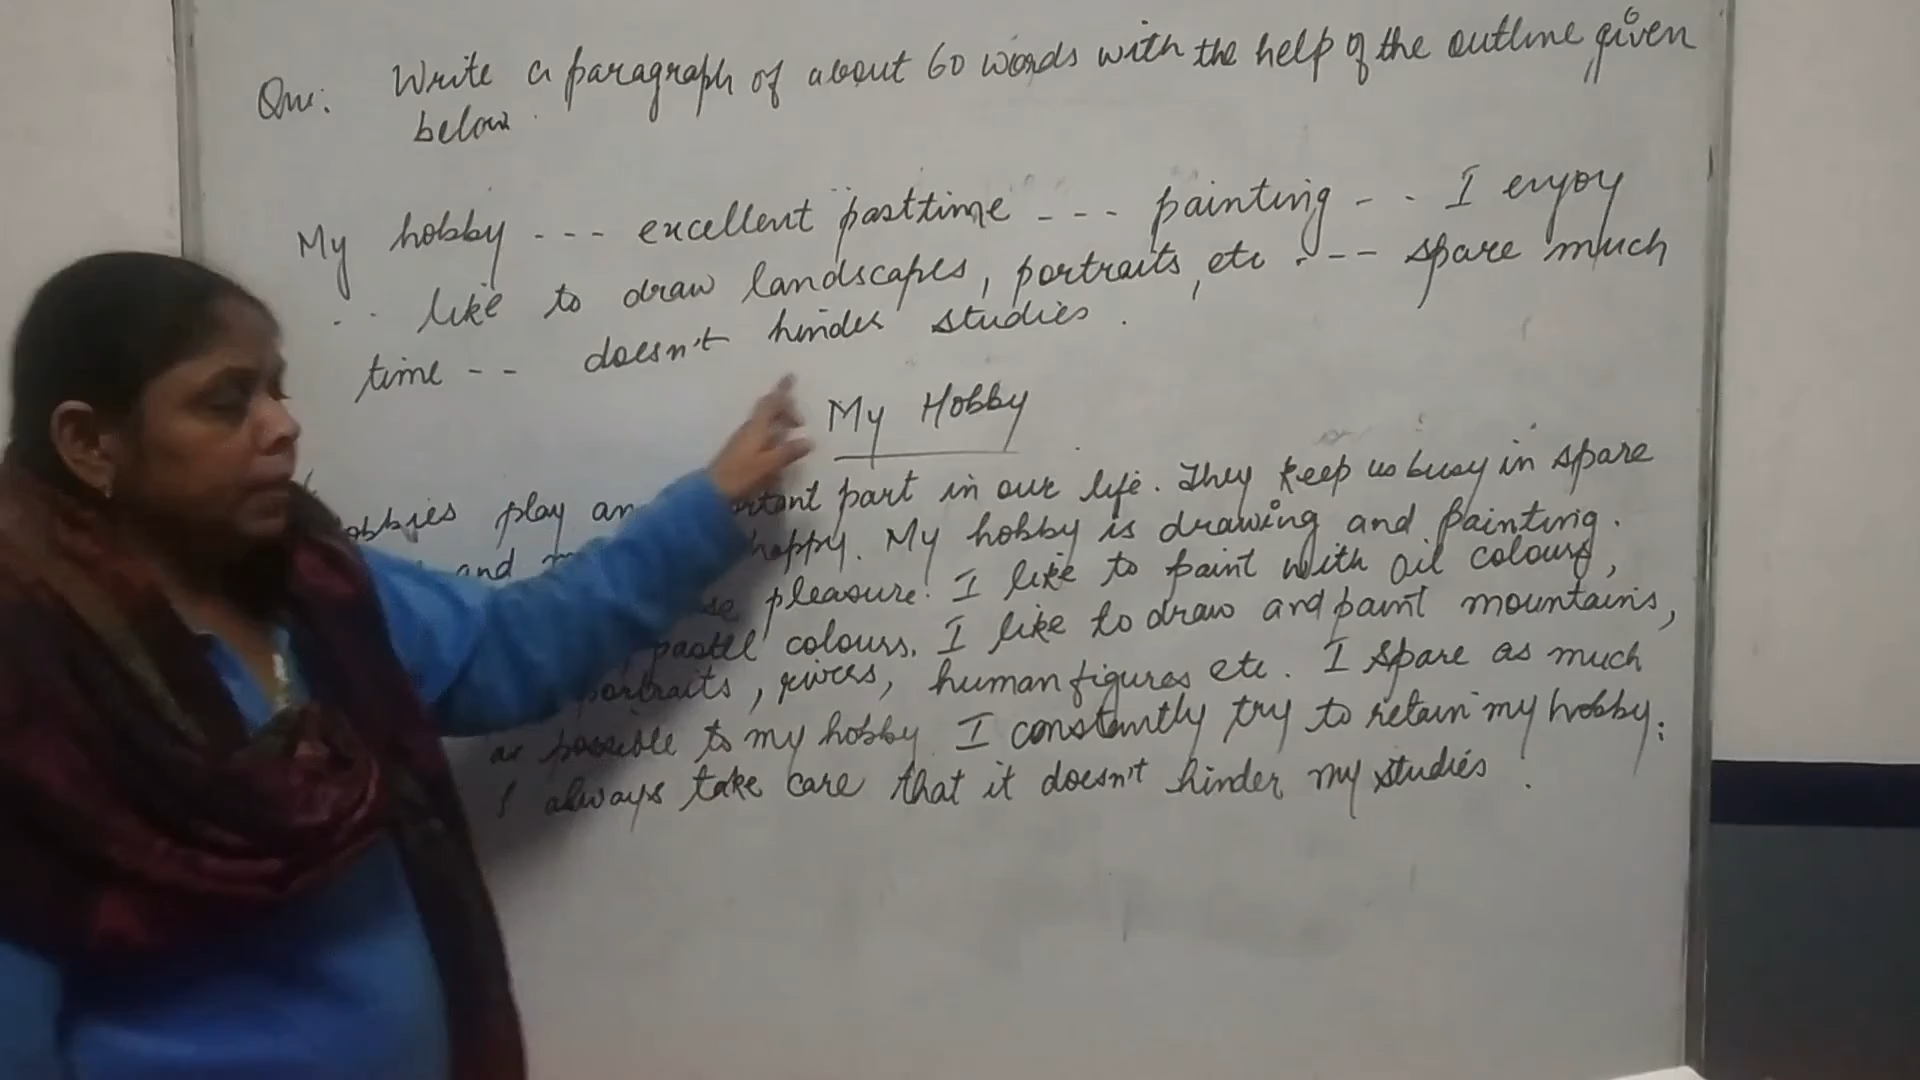 Que: Write a paragraph of about 60 words with the help of the outline given
below.
My hobby --- excellent pasttime --- painting -- I enjoy
-- like to draw landscapes, portraits, etc. -- spare much
time -- doesn't hinder studies.
My Hobby
play an part in our life. They keep us busy in spare
and happy. My hobby is drawing and painting.
pleasure. I like to paint with oil colours,
pastel colours. I like to draw and paint mountains,
portraits, rivers, human figures etc. I spare as much
as possible to my hobby. I constantly try to retain my hobby.
I always take care that it doesn't hinder my studies.